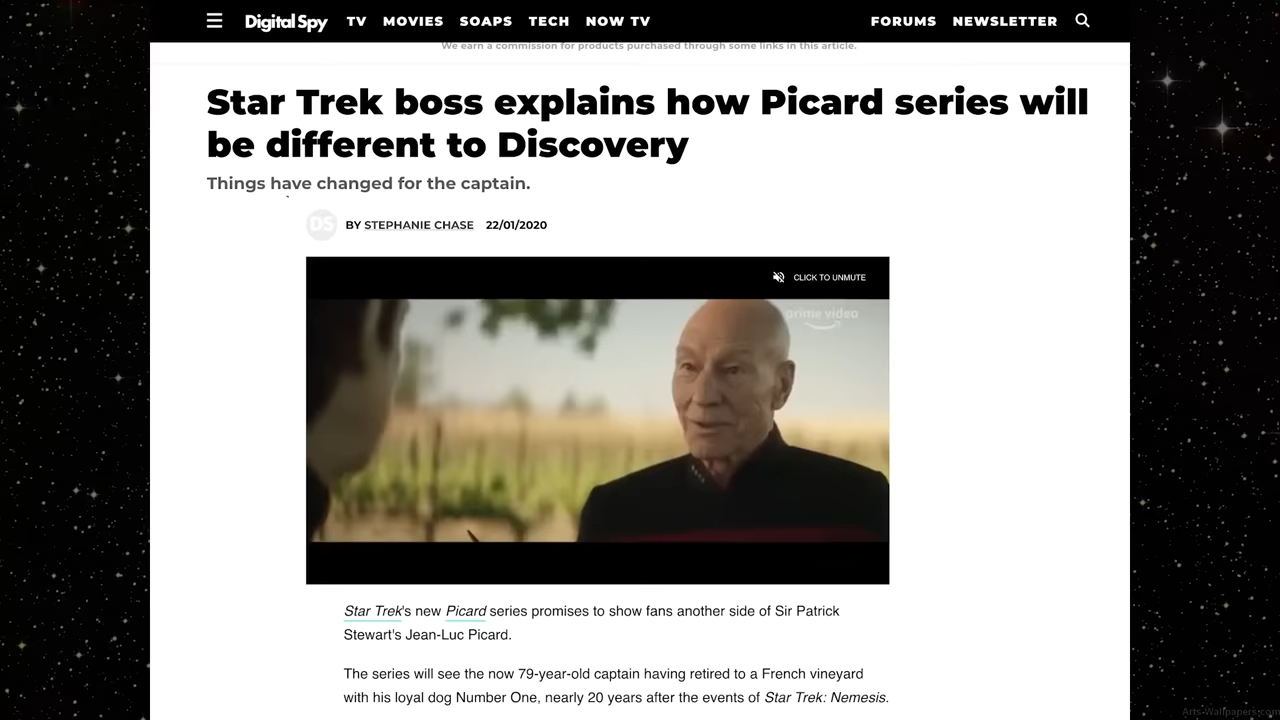 Digital Spy TV MOVIES SOAPS TECH NOW TV FORUMS NEWSLETTER
We earn a commission for products purchased through some links in this article.
Star Trek boss explains how Picard series will
be different to Discovery
Things have changed for the captain.
DS BY STEPHANIE CHASE 22/01/2020
CLICK TO UNMUTE
prime video
Star Trek's new Picard series promises to show fans another side of Sir Patrick
Stewart's Jean-Luc Picard.
The series will see the now 79-year-old captain having retired to a French vineyard
with his loyal dog Number One, nearly 20 years after the events of Star Trek: Nemesis.
Arts-Wallpapers.com